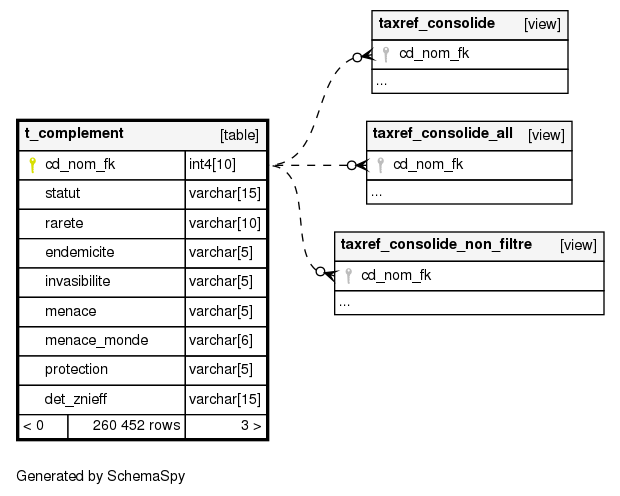 taxref_consolide [view]
cd_nom_fk
...
t_complement [table]
cd_nom_fk int4[10]
statut varchar[15]
rarete varchar[10]
endemicite varchar[5]
invasibilite varchar[5]
menace varchar[5]
menace_monde varchar[6]
protection varchar[5]
det_znieff varchar[15]
< 0 260 452 rows 3 >
taxref_consolide_all [view]
cd_nom_fk
...
taxref_consolide_non_filtre [view]
cd_nom_fk
...
Generated by SchemaSpy